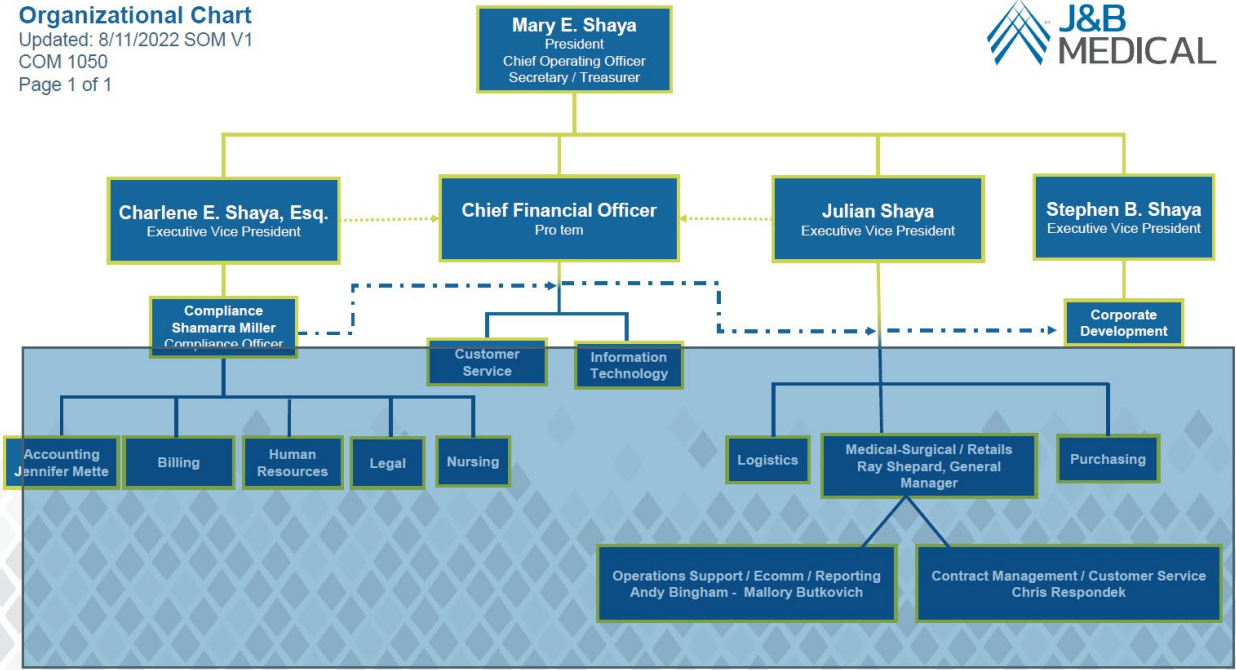 Organizational Chart
Updated: 8/11/2022 SOM V1
COM 1050
Page 1 of 1
Mary E. Shaya
President
Chief Operating Officer
Secretary / Treasurer
J&B
MEDICAL
Charlene E. Shaya, Esq.
Executive Vice President
Chief Financial Officer
Pro tem
Julian Shaya
Executive Vice President
Stephen B. Shaya
Executive Vice President
Compliance
Shamarra Miller
Compliance Officer
Corporate
Development
Customer
Service
Information
Technology
Accounting
Jennifer Mette
Billing
Human
Resources
Legal
Nursing
Logistics
Medical-Surgical / Retails
Ray Shepard, General
Manager
Purchasing
Operations Support / Ecomm / Reporting
Andy Bingham - Mallory Butkovich
Contract Management / Customer Service
Chris Respondek